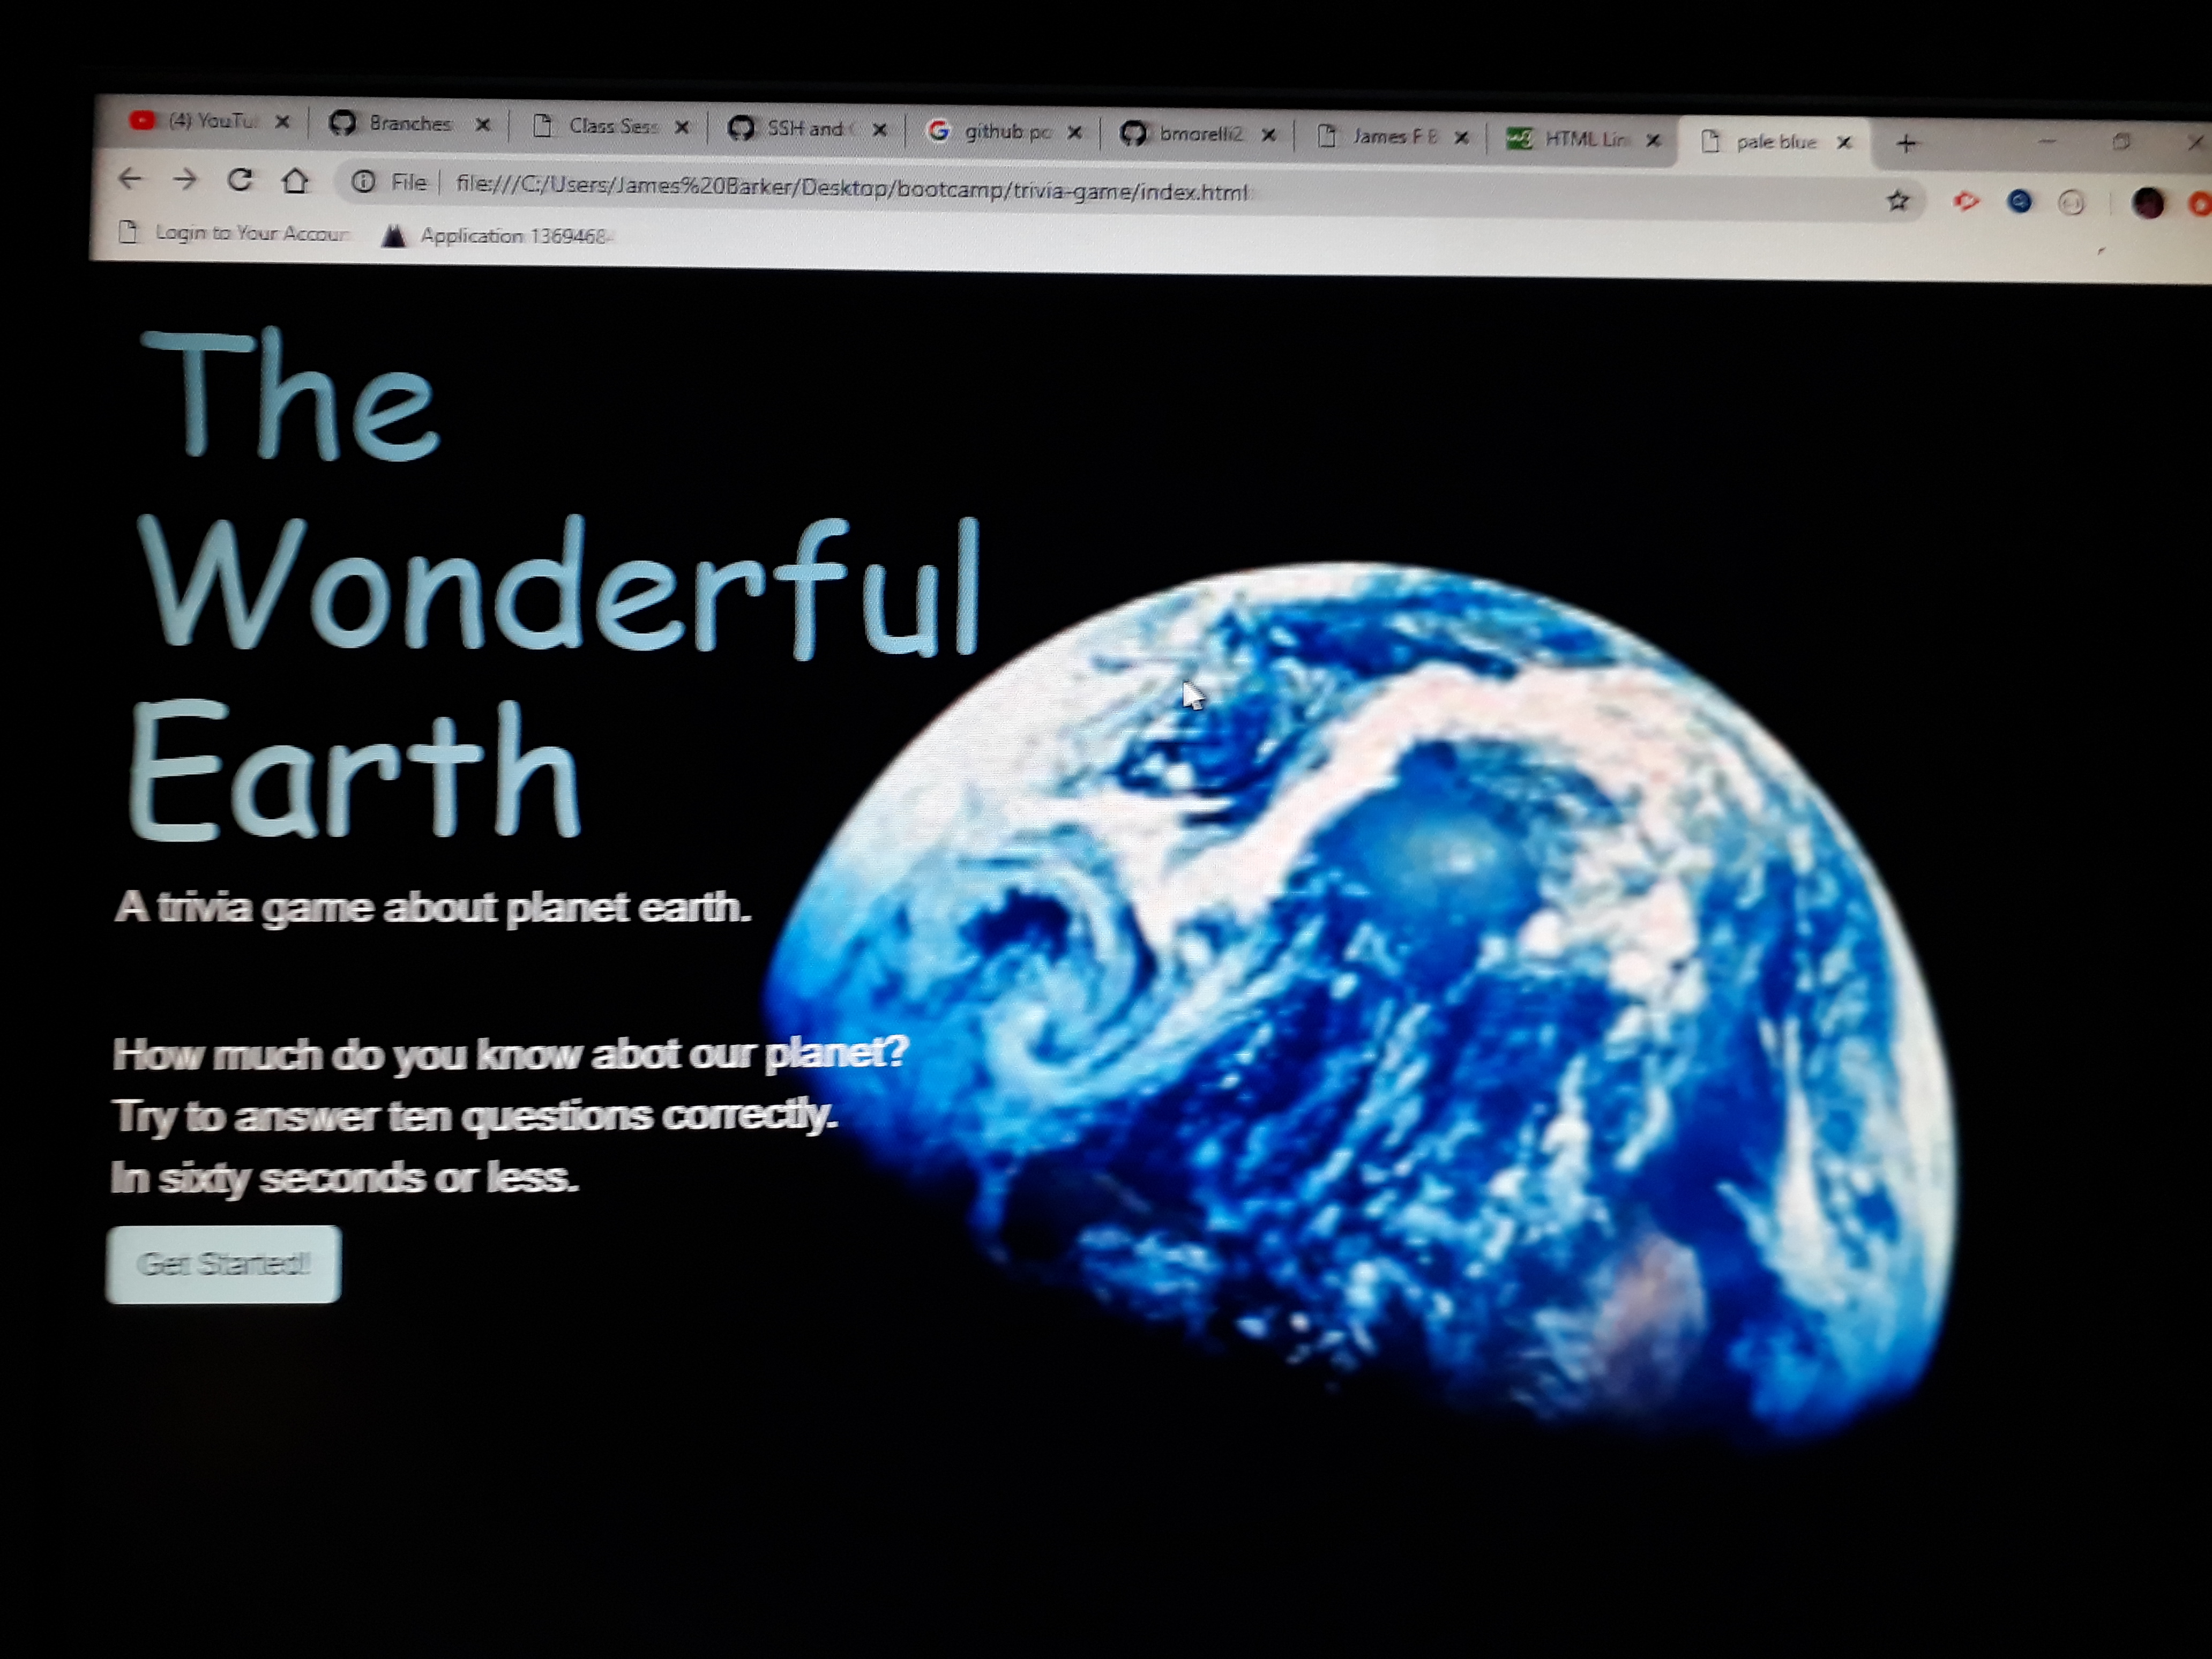 (4) YouTu
Branches
Class Sess
SSH and
github pc
bmorelli2
James F B
HTML Lin
pale blue
File
file:///C:/Users/James%20Barker/Desktop/bootcamp/trivia-game/index.html
Login to Your Accour
Application 1369468-
The
Wonderful
Earth
A trivia game about planet earth.
How much do you know abot our planet?
Try to answer ten questions correctly.
In sixty seconds or less.
Get Started!